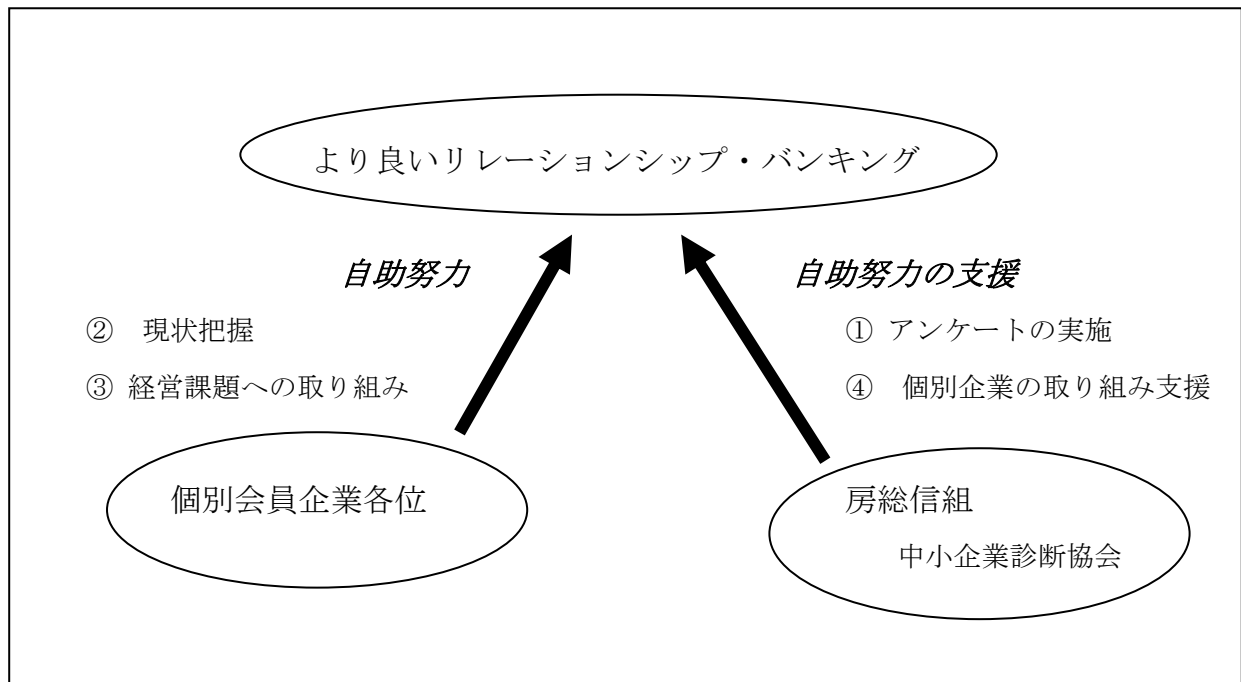 より良いリレーションシップ・バンキング
自助努力
自助努力の支援
② 現状把握
① アンケートの実施
③ 経営課題への取り組み
④ 個別企業の取り組み支援
個別会員企業各位
房総信組
中小企業診断協会